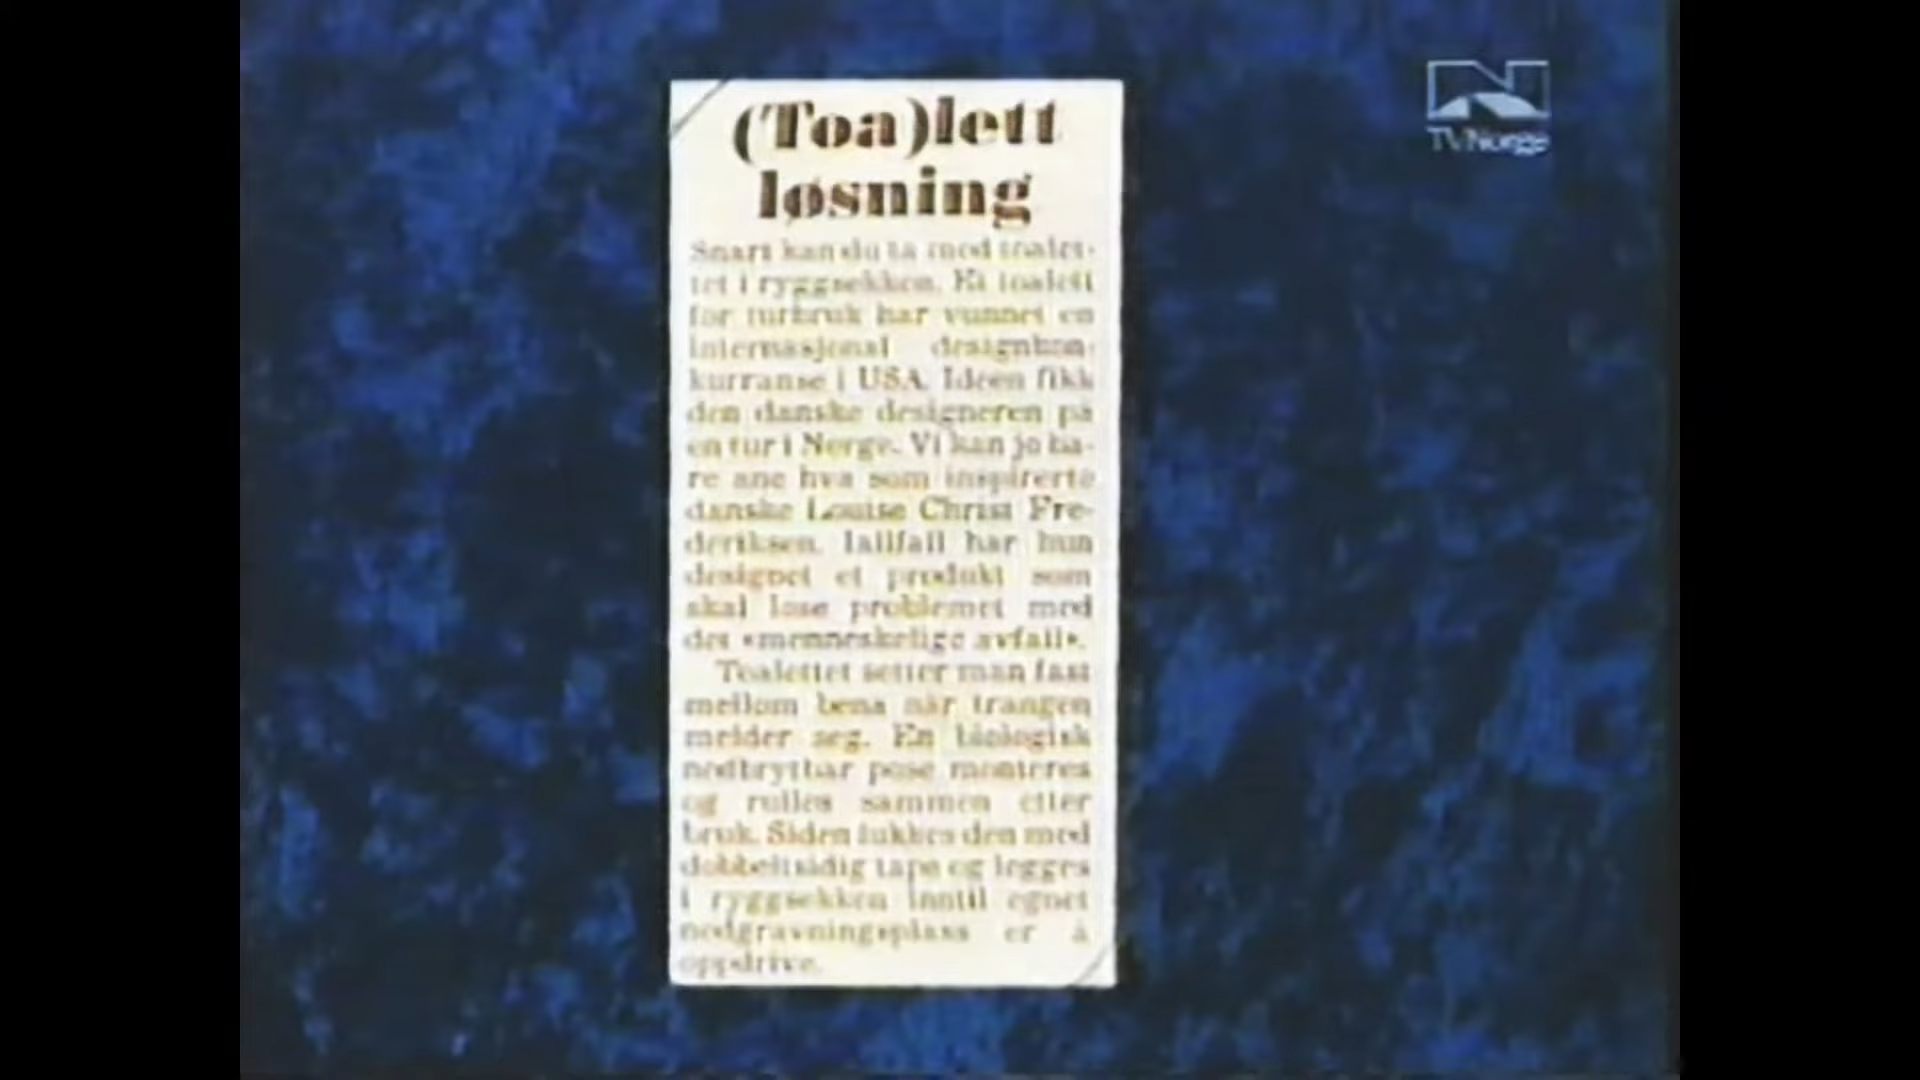 (Toa)lett
løsning
Snart kan du ta med toalet-
tet i ryggsekken. Et toalett
for turbruk har vunnet en
internasjonal designkon-
kurranse i USA. Ideen fikk
den danske designeren på
en tur i Norge. Vi kan jo ba-
re ane hva som inspirerte
danske Louise Christ Fre-
deriksen. Iallfall har hun
designet et produkt som
skal løse problemet med
det «menneskelige avfall».
Toalettet setter man fast
mellom bena når trangen
melder seg. En biologisk
nedbrytbar pose monteres
og rulles sammen etter
bruk. Siden lukkes den med
dobbeltsidig tape og legges
i ryggsekken inntil egnet
nedgravningsplass er å
oppdrive.
TVNorge